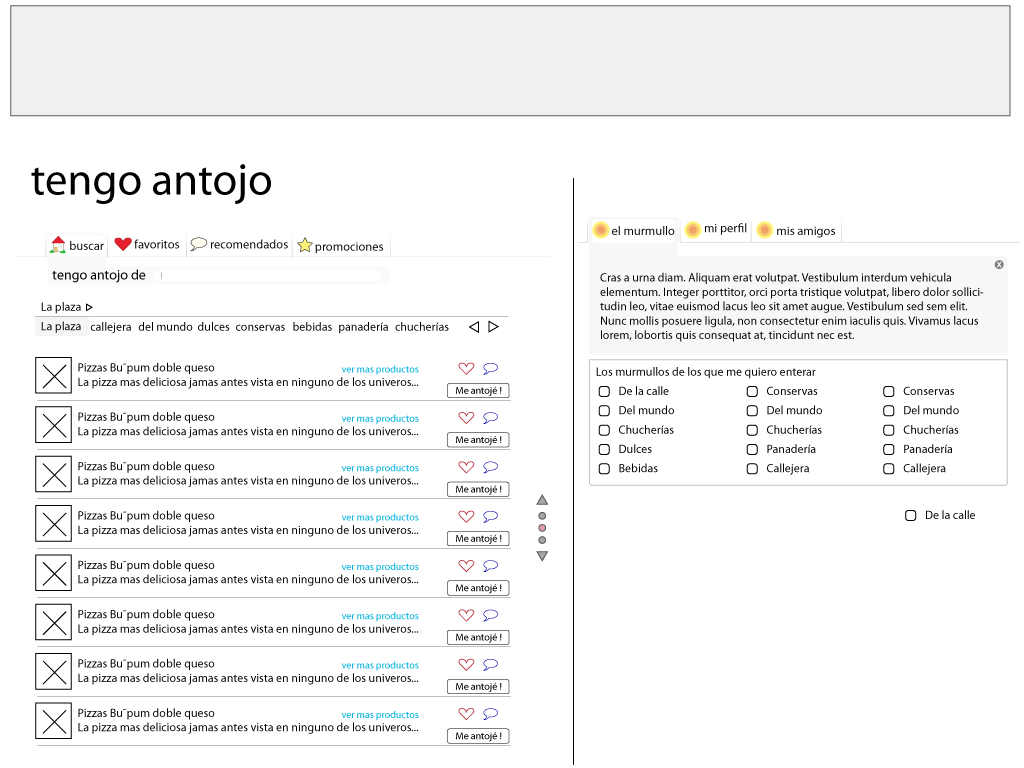 tengo antojo
buscar favoritos recomendados promociones
tengo antojo de
La plaza
La plaza callejera del mundo dulces conservas bebidas panadería chucherías
Pizzas Bu¨pum doble queso ver mas productos
La pizza mas deliciosa jamas antes vista en ninguno de los univeros...
Me antojé !
Pizzas Bu¨pum doble queso ver mas productos
La pizza mas deliciosa jamas antes vista en ninguno de los univeros...
Me antojé !
Pizzas Bu¨pum doble queso ver mas productos
La pizza mas deliciosa jamas antes vista en ninguno de los univeros...
Me antojé !
Pizzas Bu¨pum doble queso ver mas productos
La pizza mas deliciosa jamas antes vista en ninguno de los univeros...
Me antojé !
Pizzas Bu¨pum doble queso ver mas productos
La pizza mas deliciosa jamas antes vista en ninguno de los univeros...
Me antojé !
Pizzas Bu¨pum doble queso ver mas productos
La pizza mas deliciosa jamas antes vista en ninguno de los univeros...
Me antojé !
Pizzas Bu¨pum doble queso ver mas productos
La pizza mas deliciosa jamas antes vista en ninguno de los univeros...
Me antojé !
Pizzas Bu¨pum doble queso ver mas productos
La pizza mas deliciosa jamas antes vista en ninguno de los univeros...
Me antojé !
el murmullo mi perfil mis amigos
Cras a urna diam. Aliquam erat volutpat. Vestibulum interdum vehicula
elementum. Integer porttitor, orci porta tristique volutpat, libero dolor sollici-
tudin leo, vitae euismod lacus leo sit amet augue. Vestibulum sed sem elit.
Nunc mollis posuere ligula, non consectetur enim iaculis quis. Vivamus lacus
lorem, lobortis quis consequat at, tincidunt nec est.
Los murmullos de los que me quiero enterar
De la calle Conservas Conservas
Del mundo Del mundo Del mundo
Chucherías Chucherías Chucherías
Dulces Panadería Panadería
Bebidas Callejera Callejera
De la calle